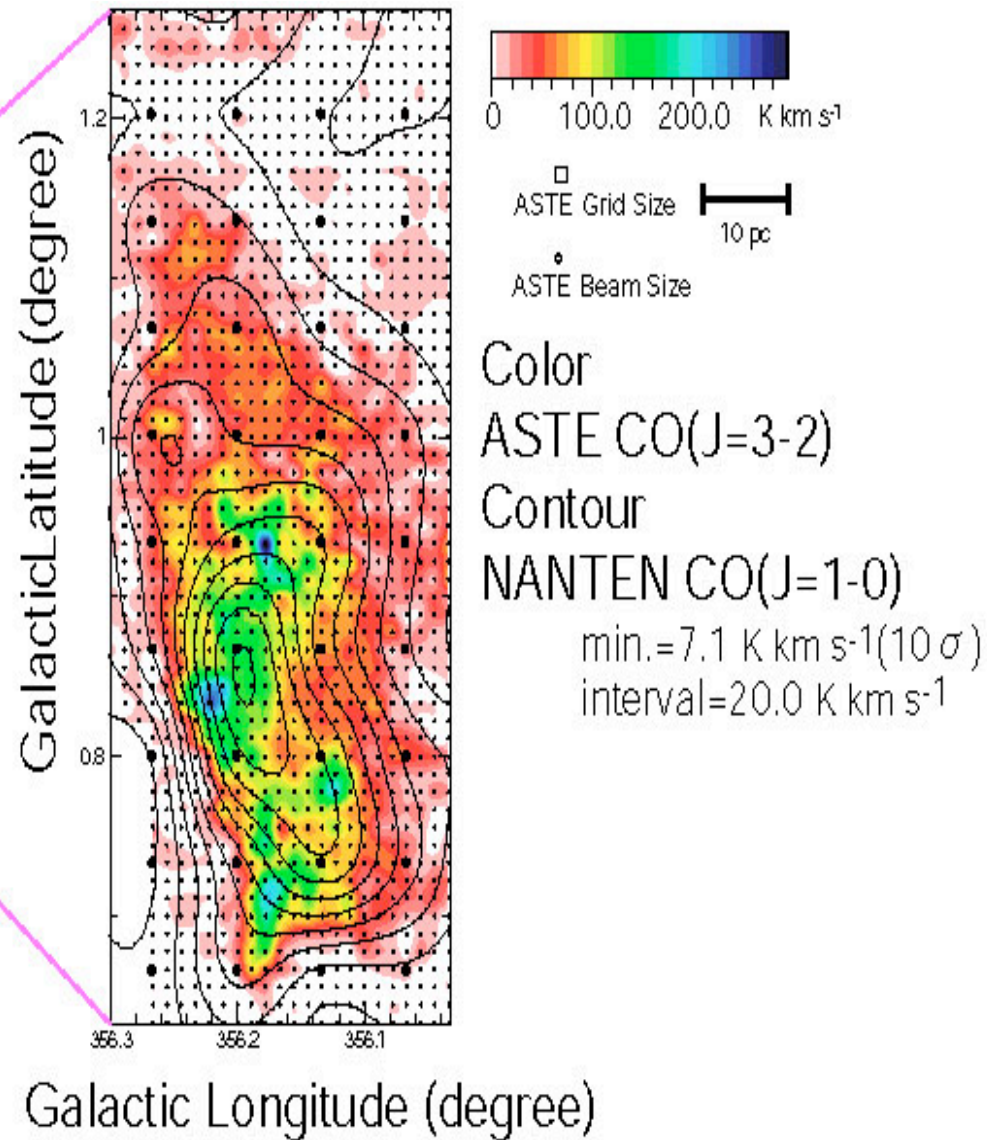 0 100.0 200.0 K km s-1
ASTE Grid Size
10 pc
ASTE Beam Size
Color
ASTE CO(J=3-2)
Contour
NANTEN CO(J=1-0)
min.=7.1 K km s-1(10σ)
interval=20.0 K km s-1
GalacticLatitude (degree)
1.2
1
0.8
356.3 356.2 356.1
Galactic Longitude (degree)